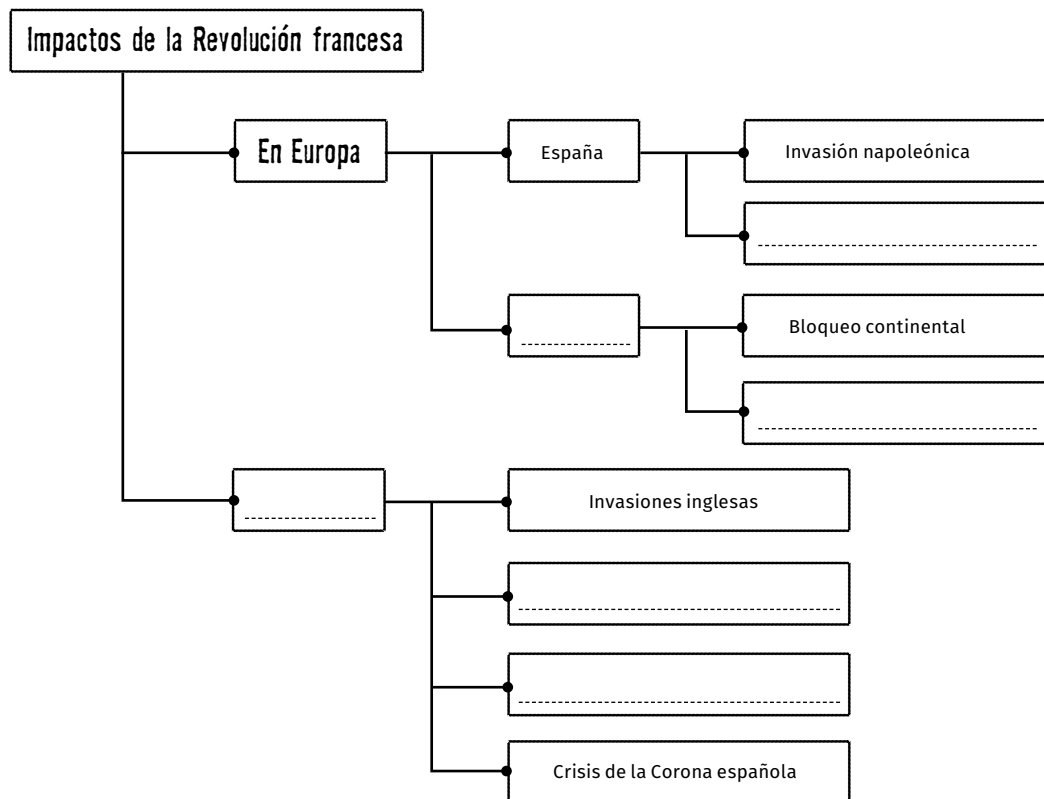 Impactos de la Revolución francesa
En Europa
España
Invasión napoleónica
Bloqueo continental
Invasiones inglesas
Crisis de la Corona española